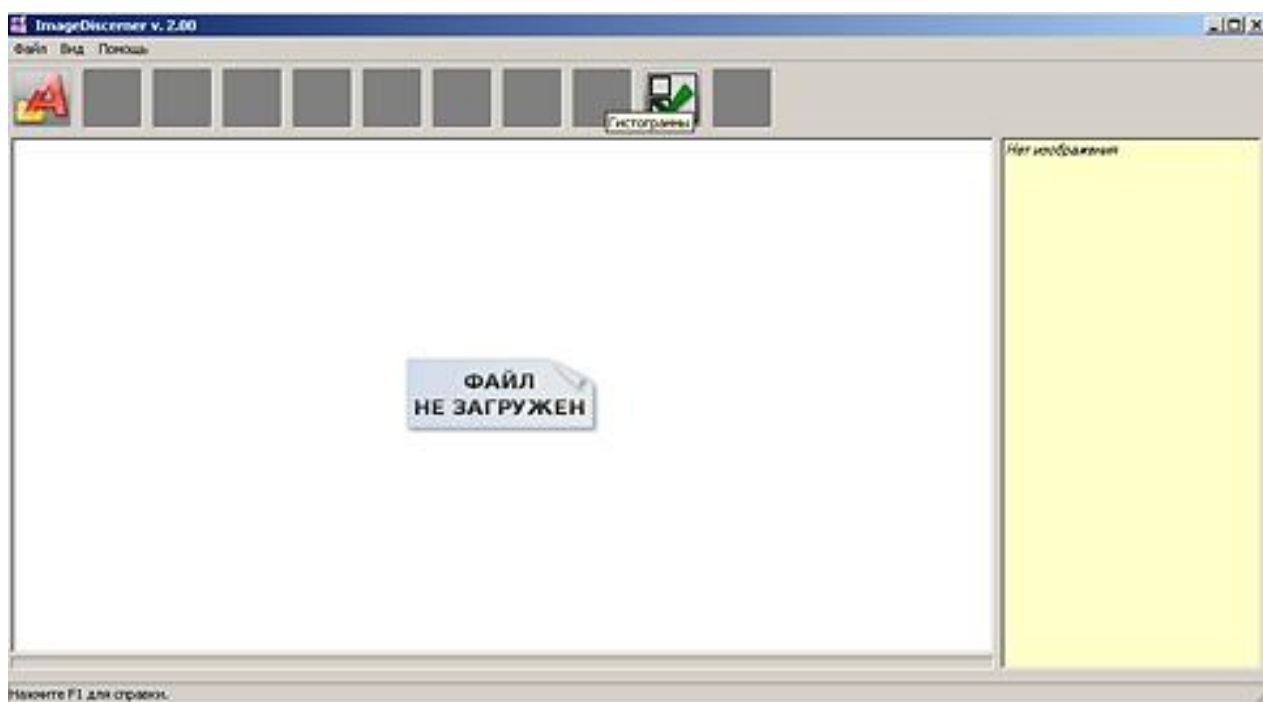 ImageDiscerner v. 2.00
Файл Вид Помощь
Гистограммы
Нет изображения
ФАЙЛ
НЕ ЗАГРУЖЕН
Нажмите F1 для справки.